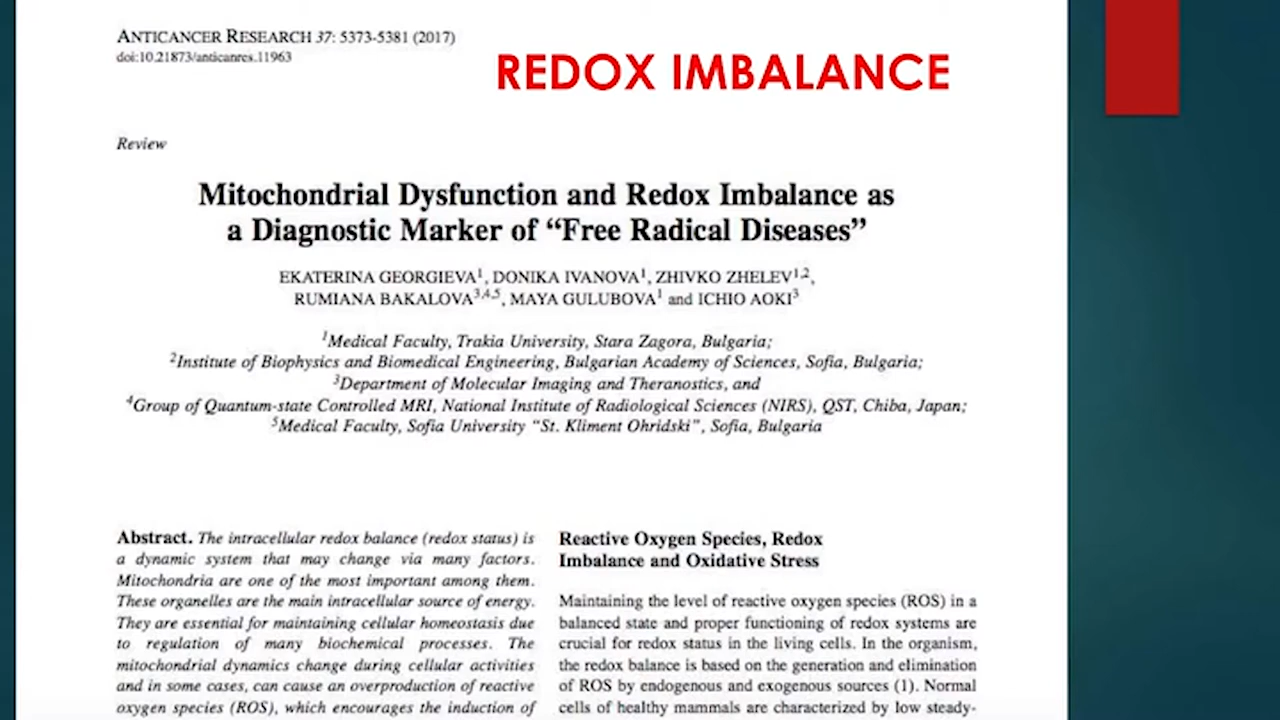 ANTICANCER RESEARCH 37: 5373-5381 (2017)
doi:10.21873/anticanres.11963
REDOX IMBALANCE
Review
Mitochondrial Dysfunction and Redox Imbalance as
a Diagnostic Marker of “Free Radical Diseases”
EKATERINA GEORGIEVA1, DONIKA IVANOVA1, ZHIVKO ZHELEV1,2,
RUMIANA BAKALOVA3,4,5, MAYA GULUBOVA1 and ICHIO AOKI3
1Medical Faculty, Trakia University, Stara Zagora, Bulgaria;
2Institute of Biophysics and Biomedical Engineering, Bulgarian Academy of Sciences, Sofia, Bulgaria;
3Department of Molecular Imaging and Theranostics, and
4Group of Quantum-state Controlled MRI, National Institute of Radiological Sciences (NIRS), QST, Chiba, Japan;
5Medical Faculty, Sofia University “St. Kliment Ohridski”, Sofia, Bulgaria
Abstract. The intracellular redox balance (redox status) is
a dynamic system that may change via many factors.
Mitochondria are one of the most important among them.
These organelles are the main intracellular source of energy.
They are essential for maintaining cellular homeostasis due
to regulation of many biochemical processes. The
mitochondrial dynamics change during cellular activities
and in some cases, can cause an overproduction of reactive
oxygen species (ROS), which encourages the induction of
Reactive Oxygen Species, Redox
Imbalance and Oxidative Stress
Maintaining the level of reactive oxygen species (ROS) in a
balanced state and proper functioning of redox systems are
crucial for redox status in the living cells. In the organism,
the redox balance is based on the generation and elimination
of ROS by endogenous and exogenous sources (1). Normal
cells of healthy mammals are characterized by low steady-